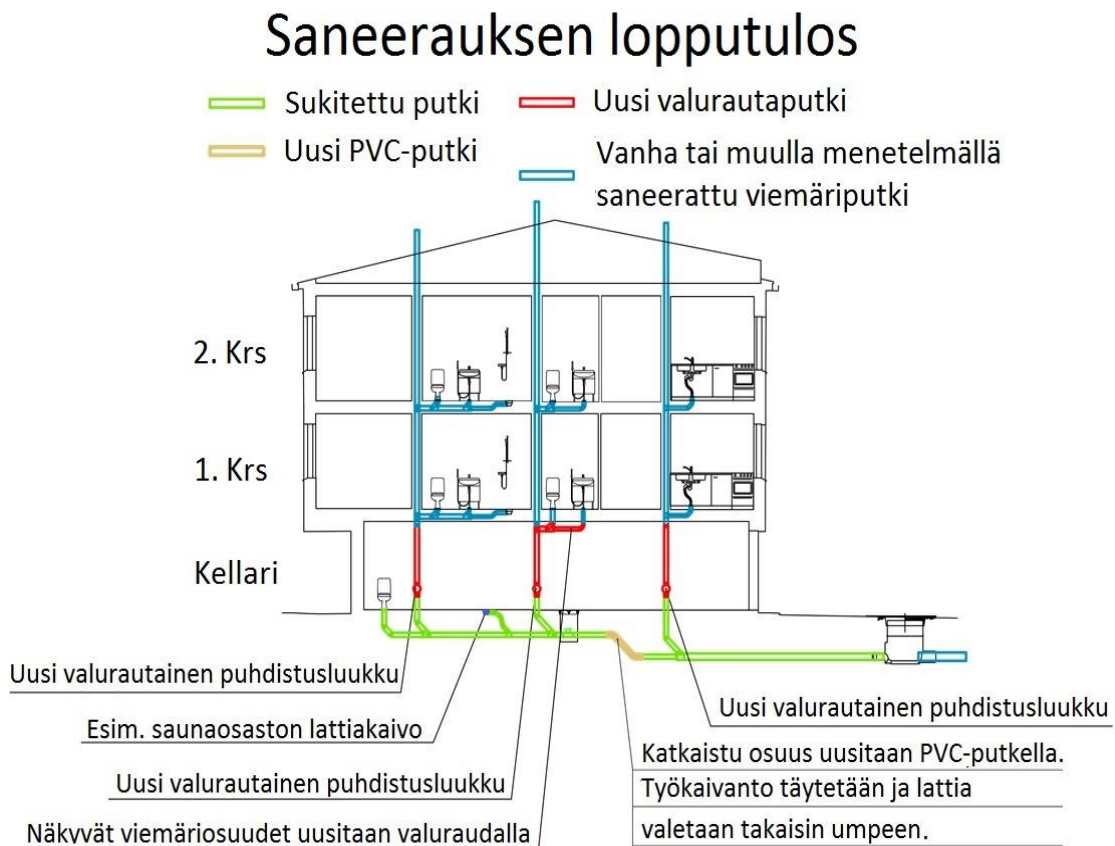 Saneerauksen lopputulos
Sukitettu putki
Uusi valurautaputki
Uusi PVC-putki
Vanha tai muulla menetelmällä
saneerattu viemäriputki
2. Krs
1. Krs
Kellari
Uusi valurautainen puhdistusluukku
Esim. saunaosaston lattiakaivo
Uusi valurautainen puhdistusluukku
Näkyvät viemäriosuudet uusitaan valuraudalla
Uusi valurautainen puhdistusluukku
Katkaistu osuus uusitaan PVC-putkella.
Työkaivanto täytetään ja lattia
valetaan takaisin umpeen.